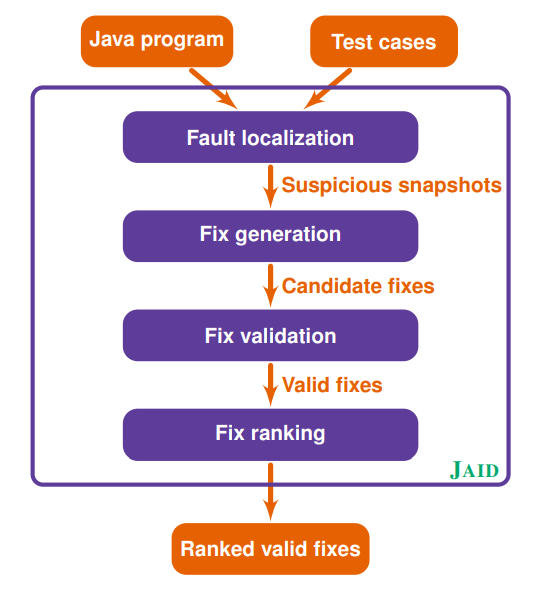 Java program
Test cases
Fault localization
Suspicious snapshots
Fix generation
Candidate fixes
Fix validation
Valid fixes
Fix ranking
JAID
Ranked valid fixes